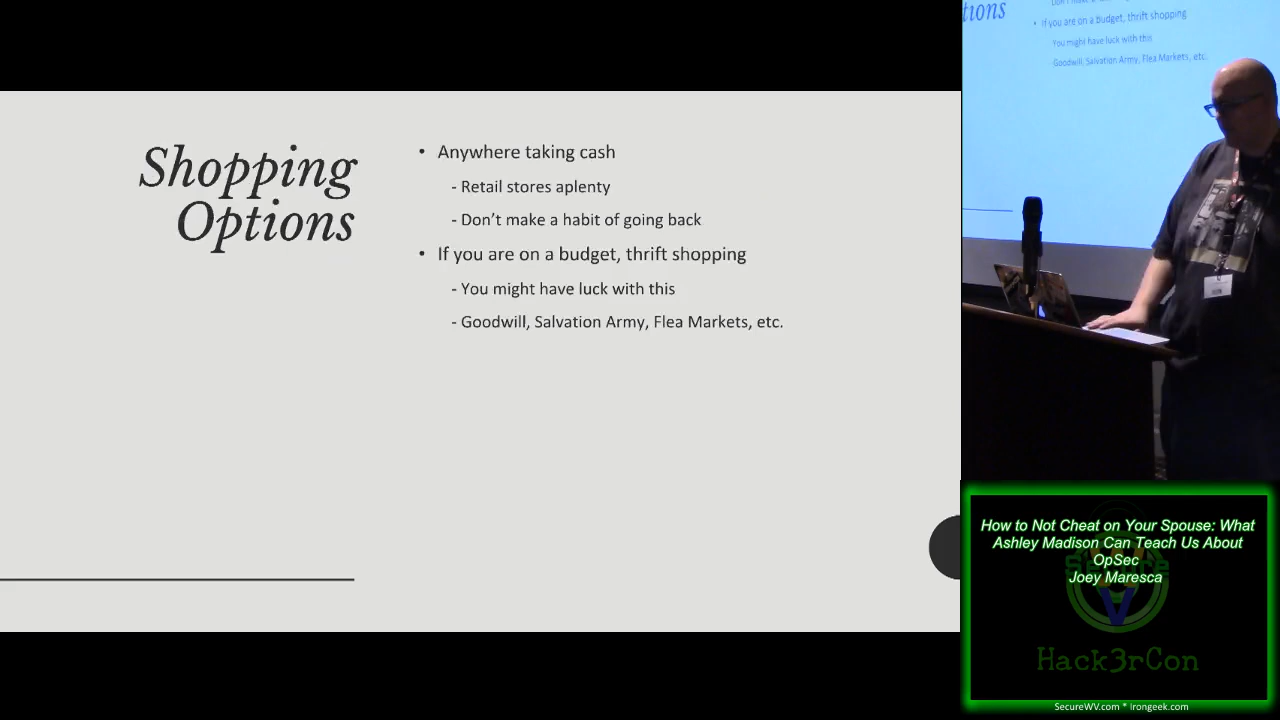 Shopping
Options
• Anywhere taking cash
- Retail stores aplenty
- Don't make a habit of going back
• If you are on a budget, thrift shopping
- You might have luck with this
- Goodwill, Salvation Army, Flea Markets, etc.
tions
• If you are on a budget, thrift shopping
You might have luck with this
Goodwill, Salvation Army, Flea Markets, etc.
How to Not Cheat on Your Spouse: What
Ashley Madison Can Teach Us About
OpSec
Joey Maresca
Secure
WV
Hack3rCon
SecureWV.com * Irongeek.com